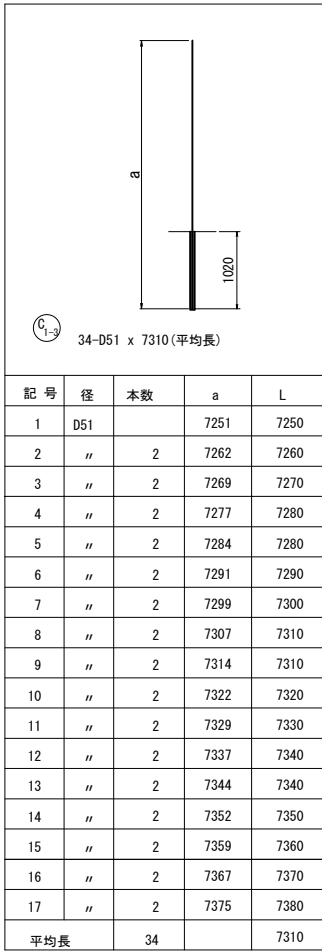 a
1020
C1-3
34-D51 x 7310(平均長)
記 号 径 本数 a L
1 D51 7251 7250
2 〃 2 7262 7260
3 〃 2 7269 7270
4 〃 2 7277 7280
5 〃 2 7284 7280
6 〃 2 7291 7290
7 〃 2 7299 7300
8 〃 2 7307 7310
9 〃 2 7314 7310
10 〃 2 7322 7320
11 〃 2 7329 7330
12 〃 2 7337 7340
13 〃 2 7344 7340
14 〃 2 7352 7350
15 〃 2 7359 7360
16 〃 2 7367 7370
17 〃 2 7375 7380
平均長 34 7310